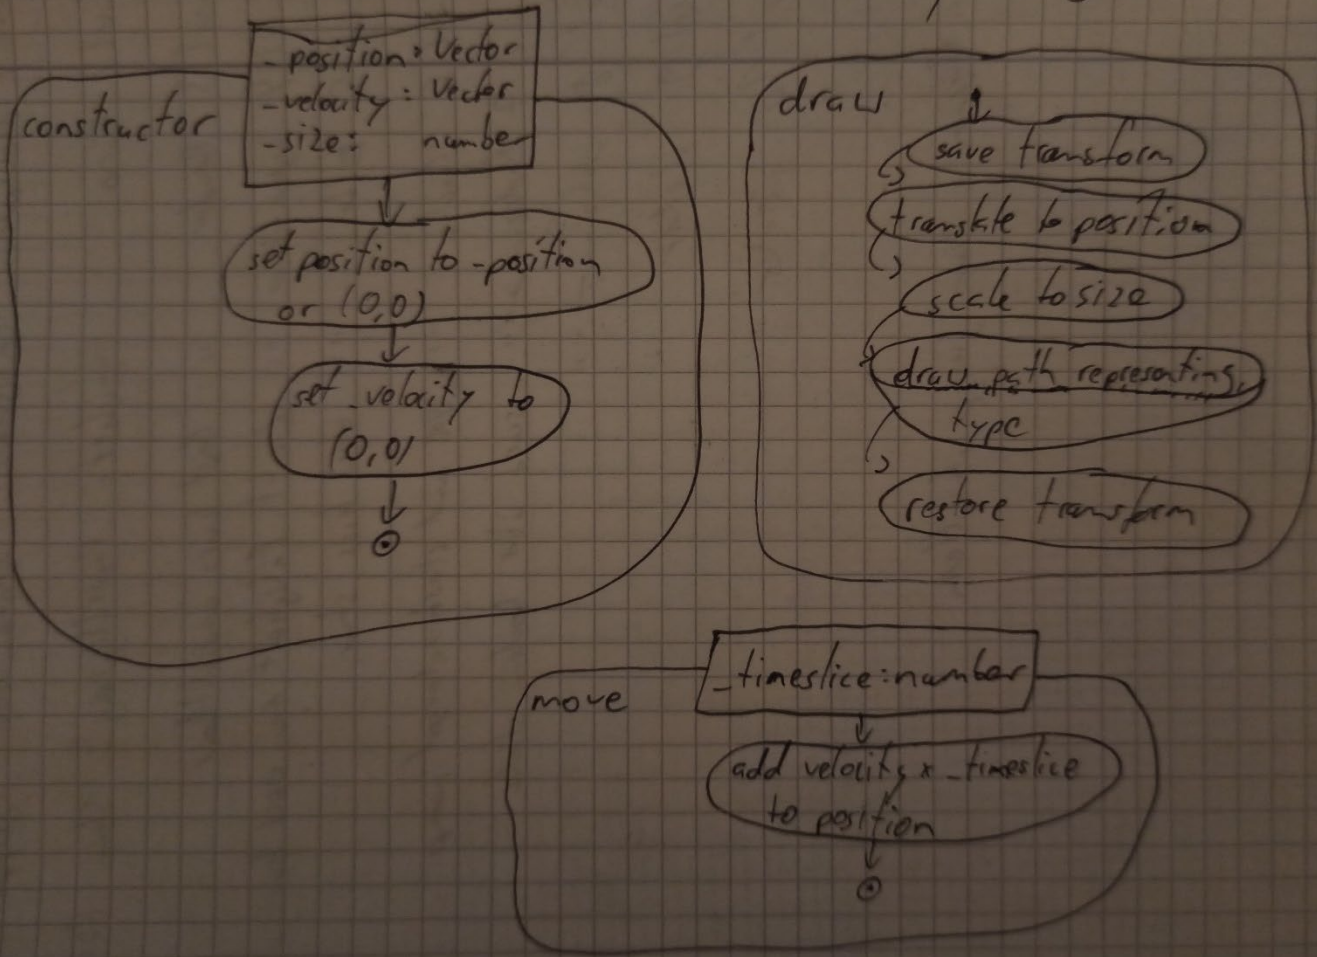 constructor
_position: Vector
_velocity: Vector
_size: number
set position to _position
or (0,0)
set _velocity to
(0,0)
draw
save transform
translate to position
scale to size
draw path representing
type
restore transform
move
_timeslice: number
add velocity x _timeslice
to position